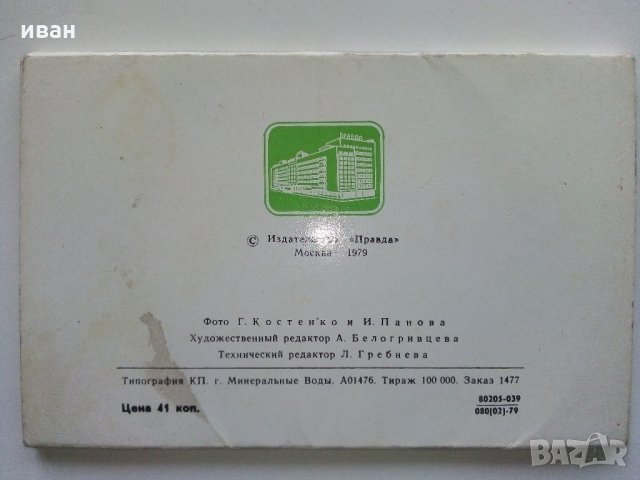 иван
ПРАВДА
© Издательство «Правда»
Москва 1979
Фото Г. Костенко и И. Панова
Художественный редактор А. Белогривцева
Технический редактор Л. Гребнева
Типография КП. г. Минеральные Воды. А01476. Тираж 100 000. Заказ 1477
Цена 41 коп.
80205-039
080(02)-79
BAZAR